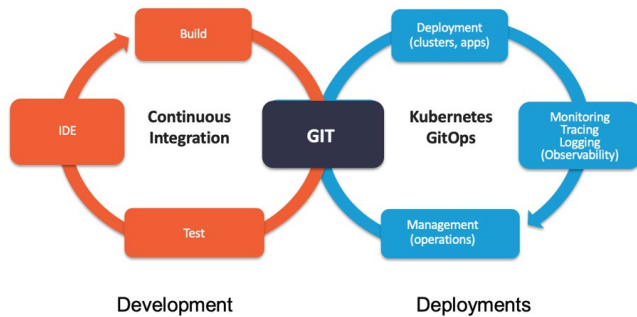 Build
IDE
Continuous
Integration
Test
GIT
Deployment
(clusters, apps)
Kubernetes
GitOps
Monitoring
Tracing
Logging
(Observability)
Management
(operations)
Development
Deployments